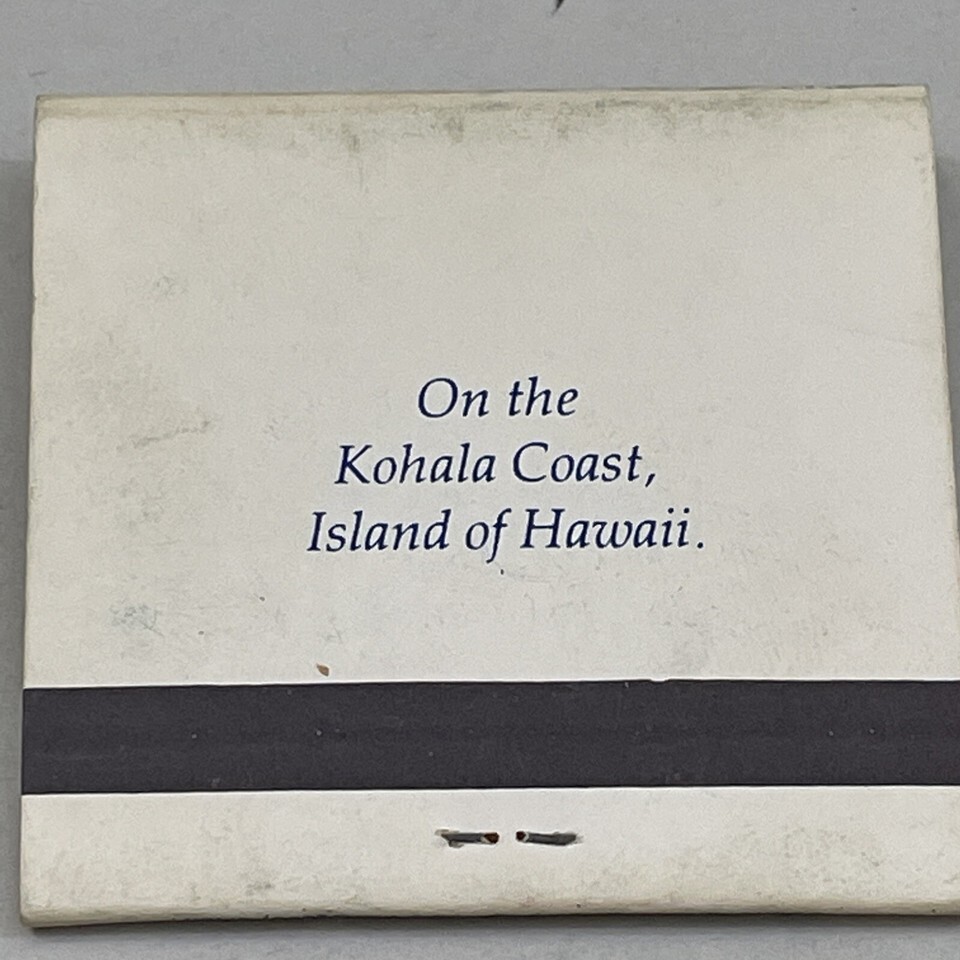 On the
Kohala Coast,
Island of Hawaii.